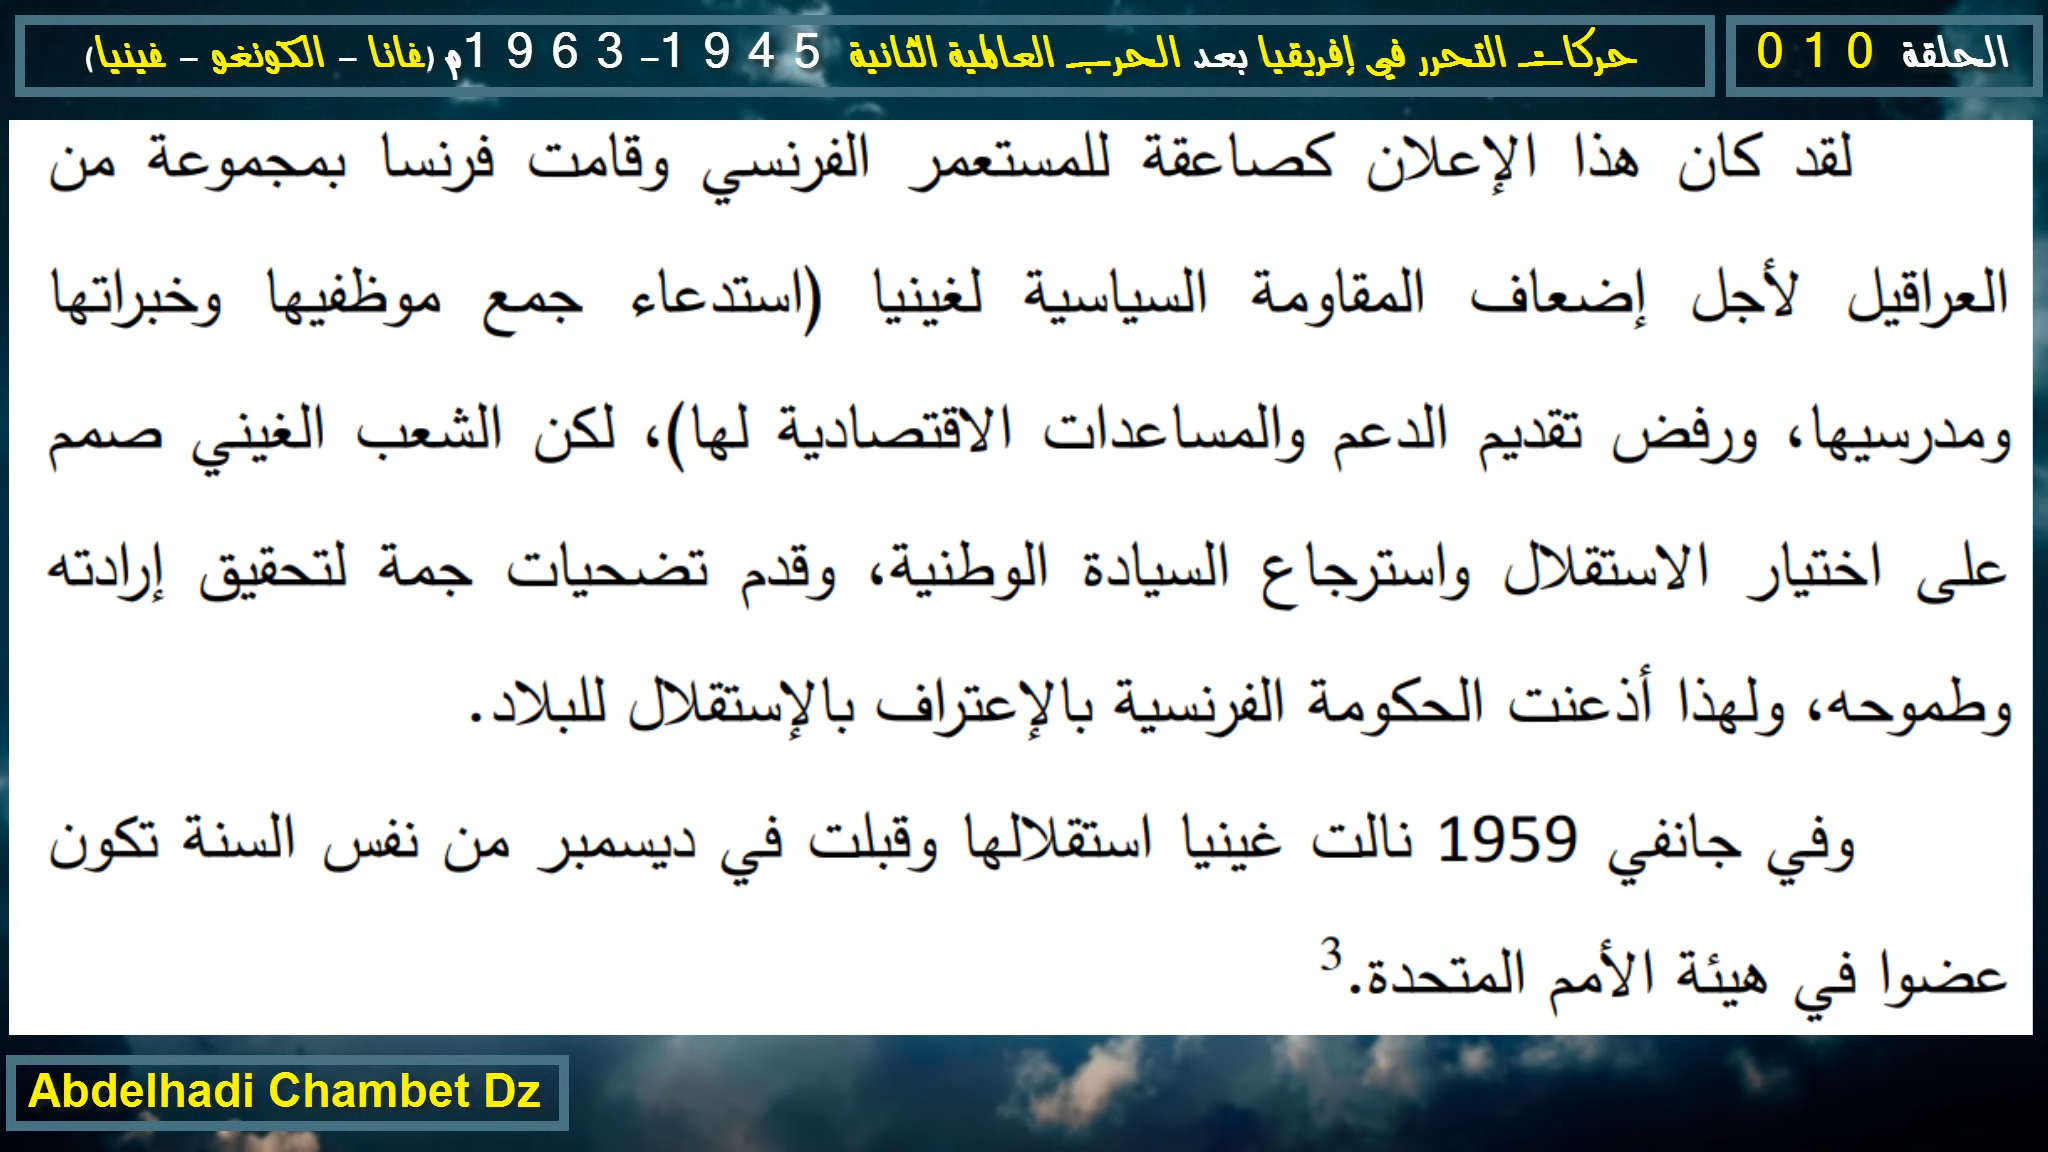 الحلقة 010
حركات التحرر في إفريقيا بعد الحرب العالمية الثانية 1945-1963م (غانا - الكونغو - غينيا)
لقد كان هذا الإعلان كصاعقة للمستعمر الفرنسي وقامت فرنسا بمجموعة من
العراقيل لأجل إضعاف المقاومة السياسية لغينيا (استدعاء جمع موظفيها وخبراتها
ومدرسيها، ورفض تقديم الدعم والمساعدات الاقتصادية لها)، لكن الشعب الغيني صمم
على اختيار الاستقلال واسترجاع السيادة الوطنية، وقدم تضحيات جمة لتحقيق إرادته
وطموحه، ولهذا أذعنت الحكومة الفرنسية بالإعتراف بالإستقلال للبلاد.
وفي جانفي 1959 نالت غينيا استقلالها وقبلت في ديسمبر من نفس السنة تكون
عضوا في هيئة الأمم المتحدة.3
Abdelhadi Chambet Dz